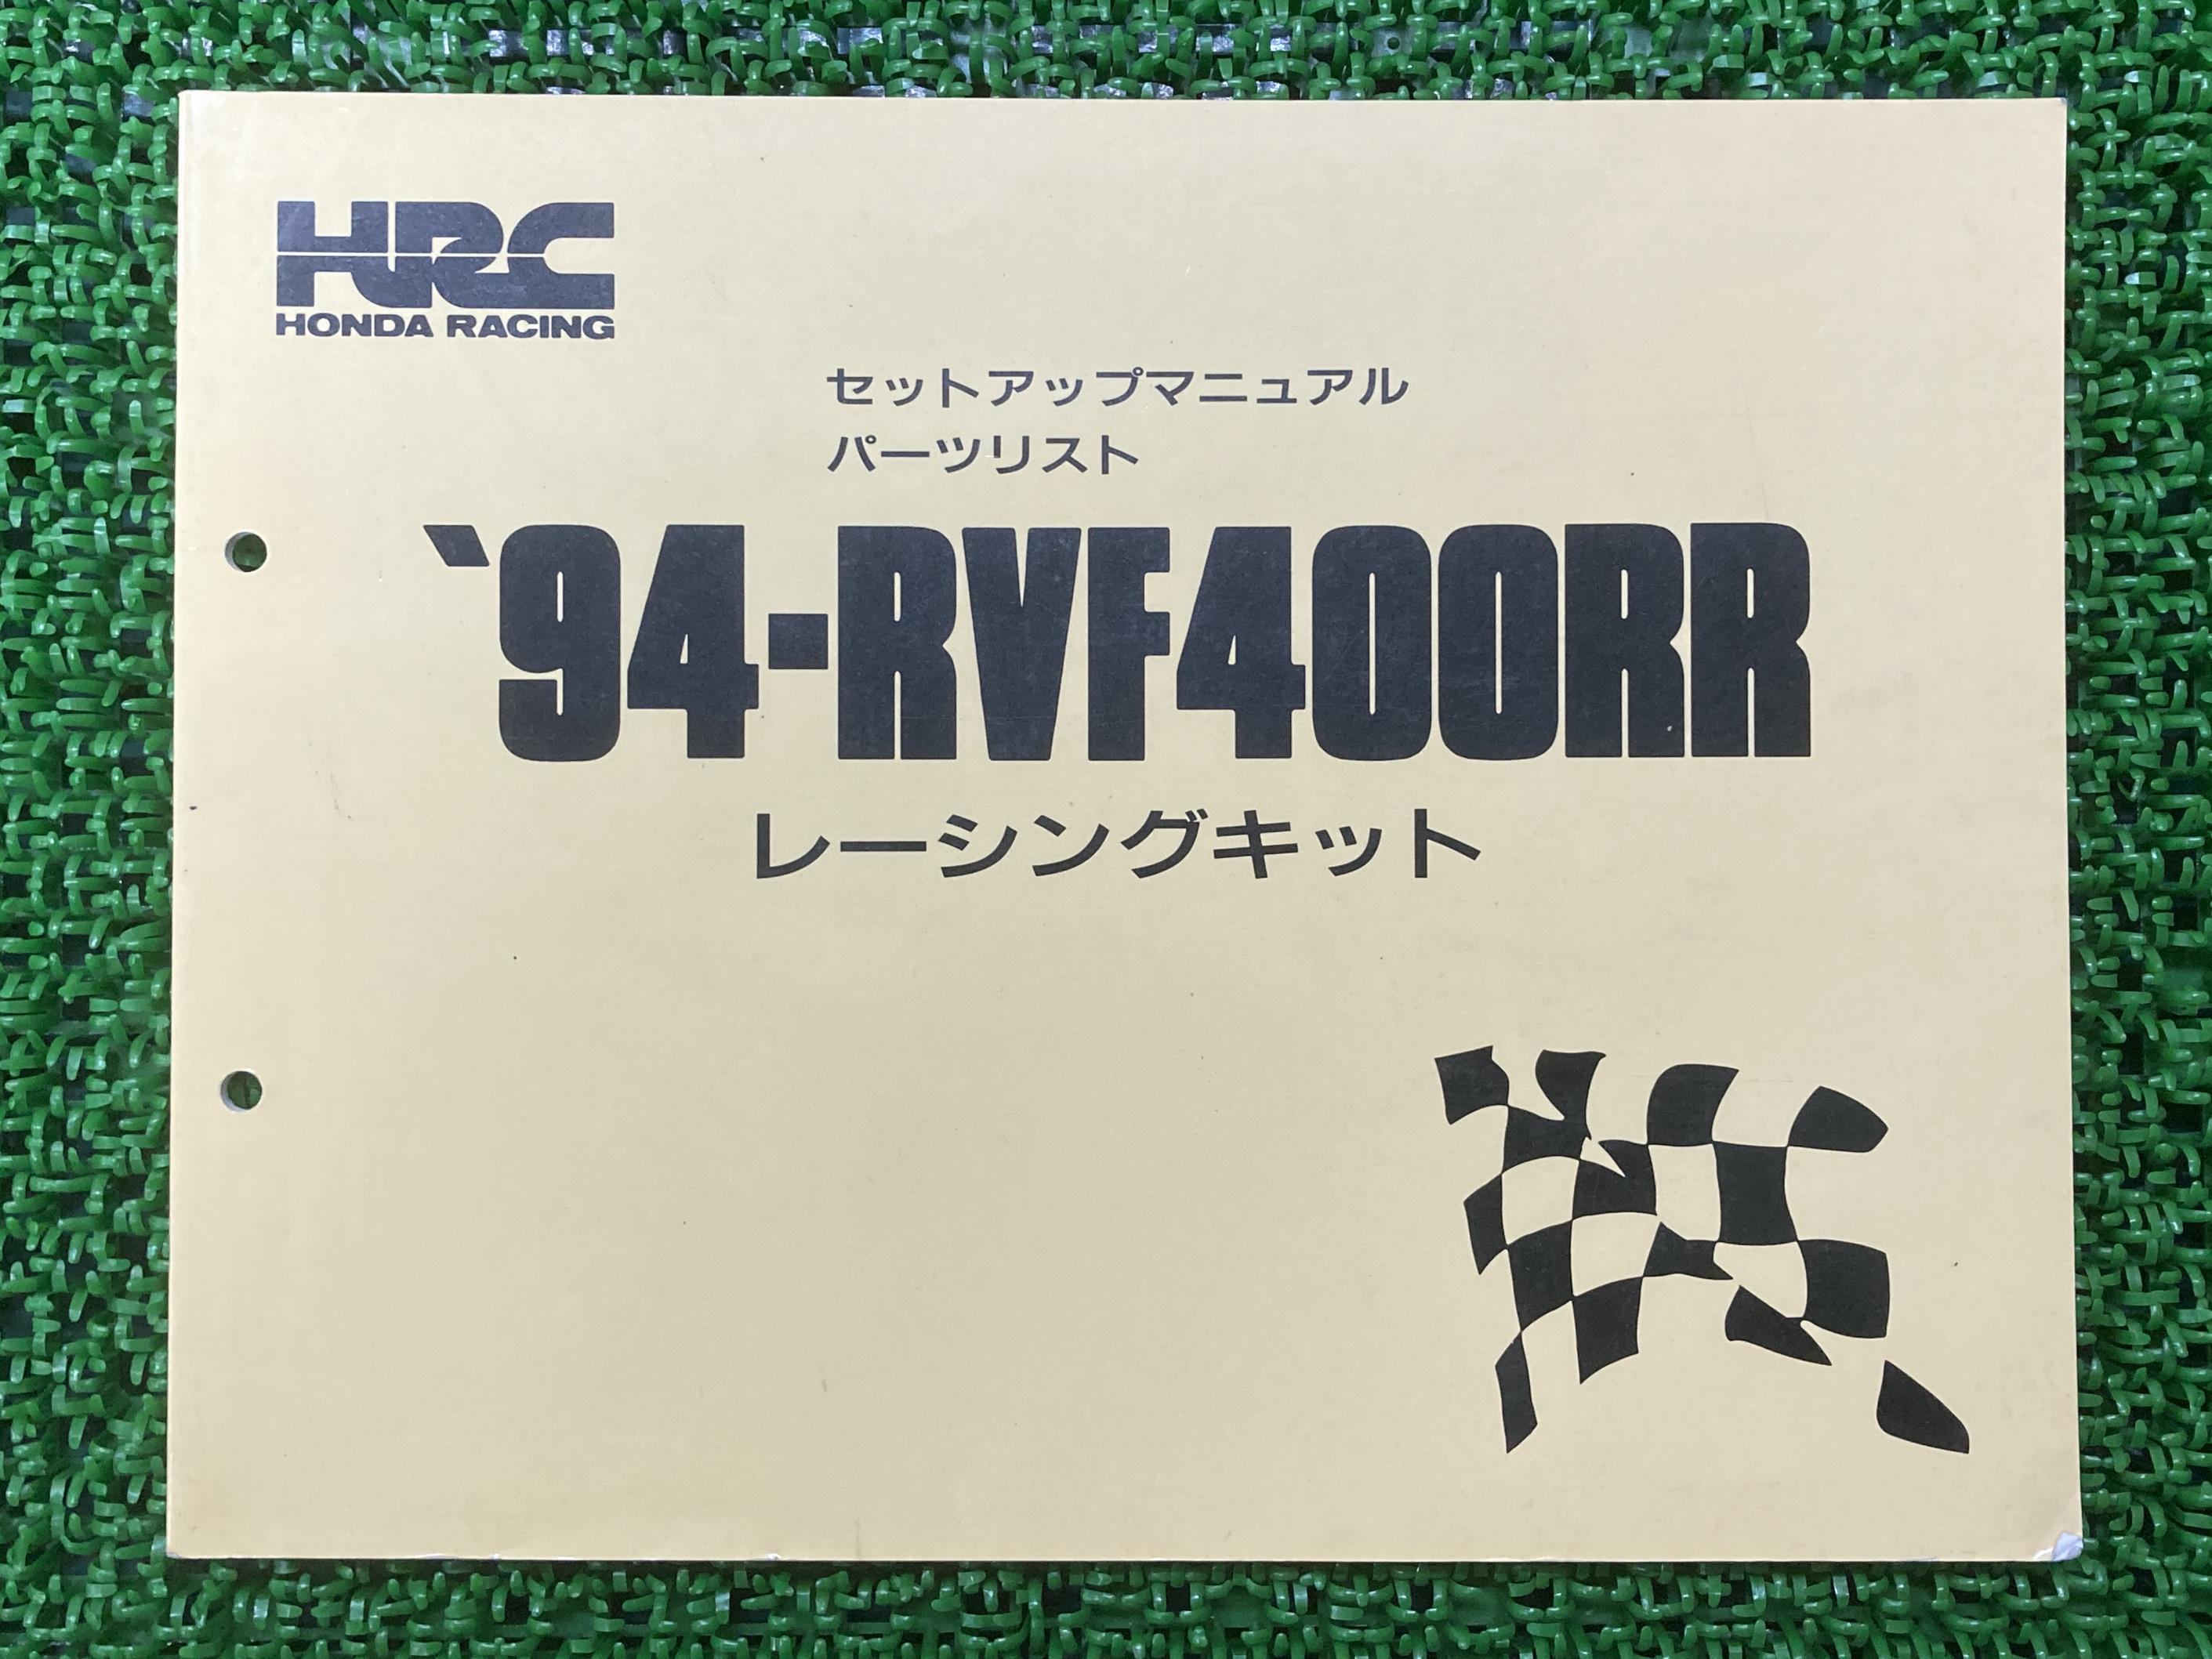 HRC
HONDA RACING
セットアップマニュアル
パーツリスト
`94-RVF400RR
レーシングキット